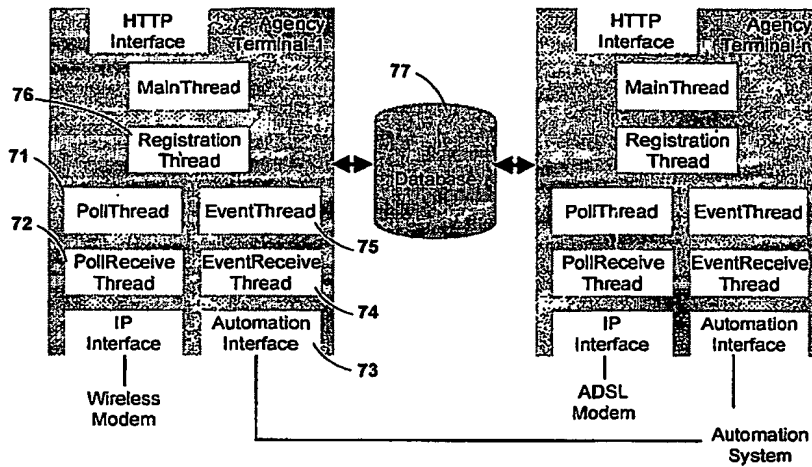 HTTP
Interface
Agency
Terminal 1
MainThread
76
Registration
Thread
71
PollThread
EventThread
75
72
PollReceive
Thread
EventReceive
Thread
74
IP
Interface
Automation
Interface
73
Wireless
Modem
77
Database
HTTP
Interface
Agency
Terminal n
MainThread
Registration
Thread
PollThread
EventThread
PollReceive
Thread
EventReceive
Thread
IP
Interface
Automation
Interface
ADSL
Modem
Automation
System